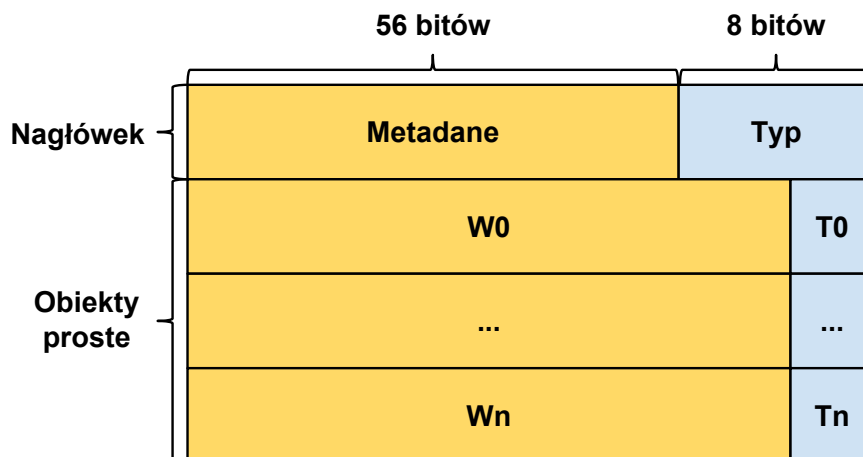 56 bitów 8 bitów
Nagłówek Metadane Typ
W0 T0
Obiekty
proste
... ...
Wn Tn